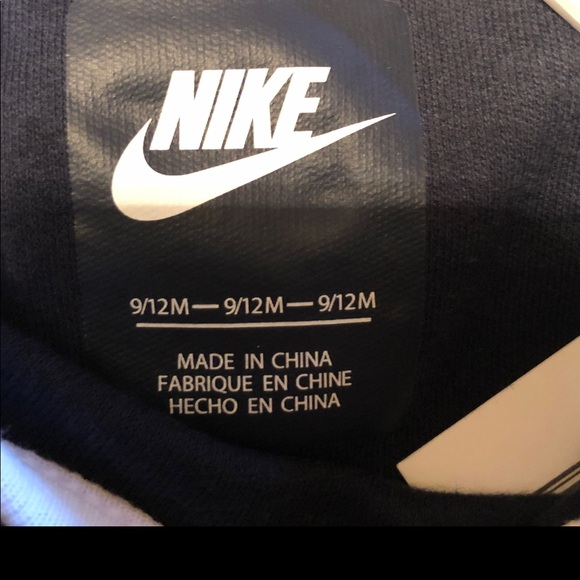 NIKE
9/12M — 9/12M — 9/12M
MADE IN CHINA
FABRIQUE EN CHINE
HECHO EN CHINA